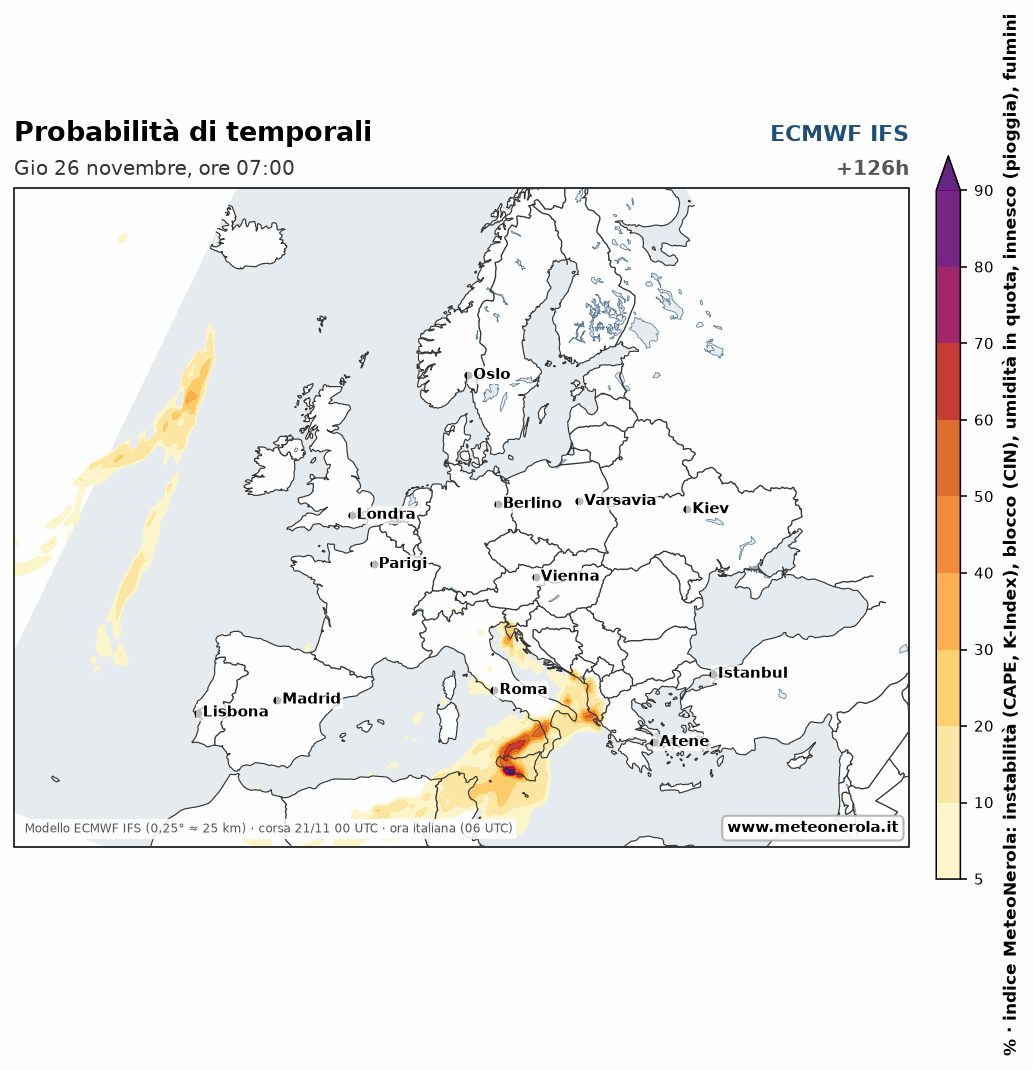 Probabilità di temporali
ECMWF IFS
Gio 26 novembre, ore 07:00
+126h
Oslo
Londra
Berlino
Varsavia
Kiev
Parigi
Vienna
Istanbul
Roma
Madrid
Lisbona
Atene
Modello ECMWF IFS (0,25° ≈ 25 km) · corsa 21/11 00 UTC · ora italiana (06 UTC)
www.meteonerola.it
90
80
70
60
50
40
30
20
10
5
% · indice MeteoNerola: instabilità (CAPE, K-Index), blocco (CIN), umidità in quota, innesco (pioggia), fulmini